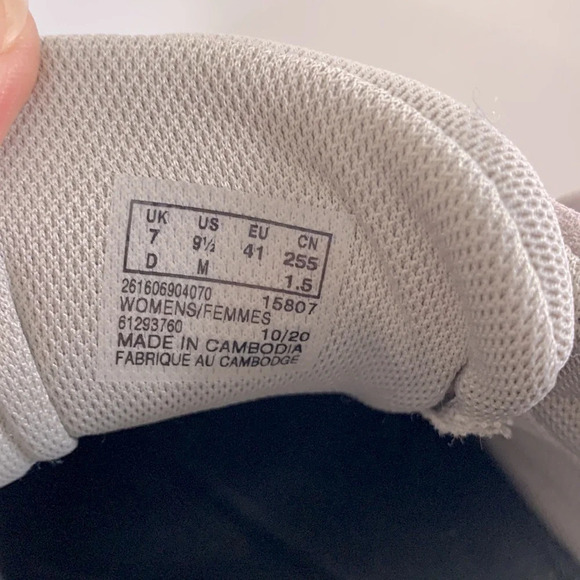 UK US EU CN
7 9½ 41 255
D M 1.5
261606904070 15807
WOMENS/FEMMES
61293760 10/20
MADE IN CAMBODIA
FABRIQUE AU CAMBODGE